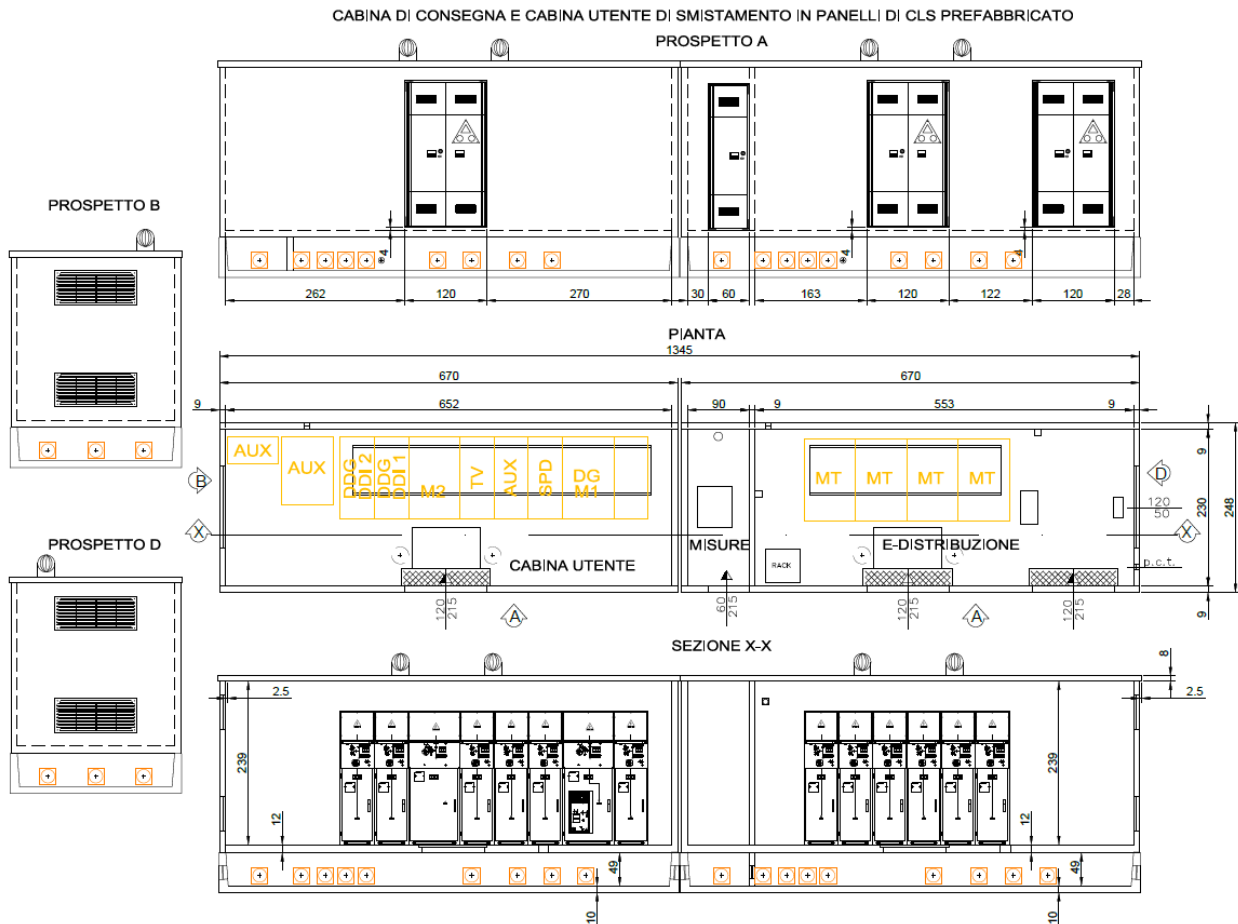 CABINA DI CONSEGNA E CABINA UTENTE DI SMISTAMENTO IN PANELLI DI CLS PREFABBRICATO
PROSPETTO A
4 4 4
262 120 270 30 60 163 120 122 120 28
PROSPETTO B
PIANTA
1345
670 670
9 652 90 9 553 9
AUX
AUX
DDG DDI 2
DDG DDI 1
M2
TV
AUX
SPD
DG M1
MT MT MT MT
B
D
9
120
50
230
248
X
X
MISURE
E-DISTRIBUZIONE
CABINA UTENTE
RACK
p.c.t.
120
215
60
215
120
215
120
215
A
A
9
PROSPETTO D
SEZIONE X-X
8
2.5 2.5
239 239
12 12
49 49
10 10